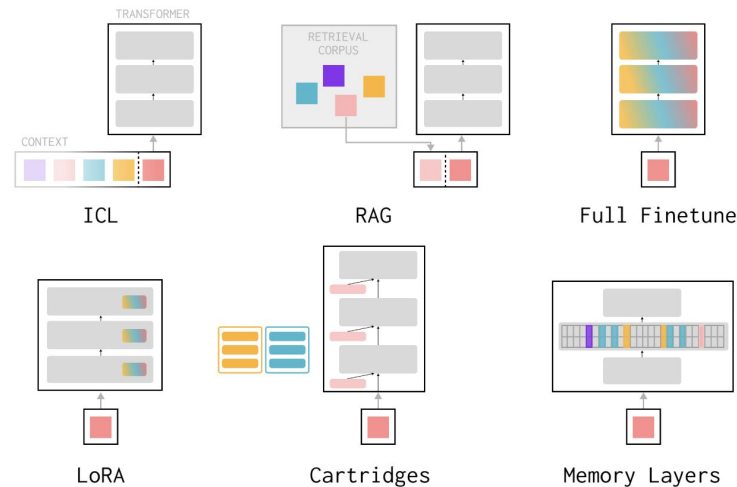 TRANSFORMER
RETRIEVAL
CORPUS
CONTEXT
ICL
RAG
Full Finetune
LoRA
Cartridges
Memory Layers